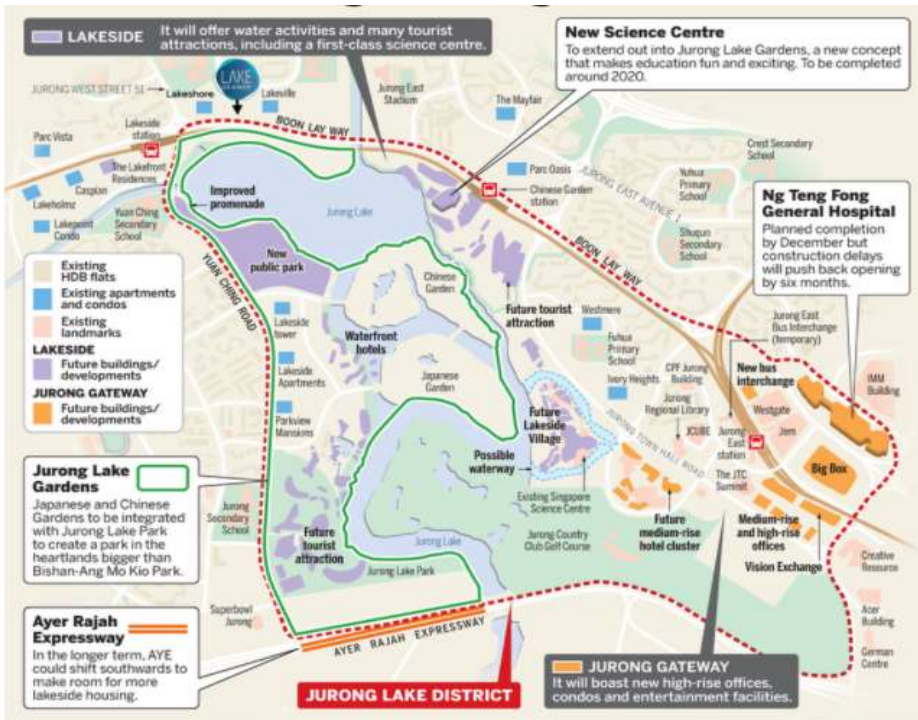 LAKESIDE
It will offer water activities and many tourist
attractions, including a first-class science centre.
New Science Centre
To extend out into Jurong Lake Gardens, a new concept
that makes education fun and exciting. To be completed
around 2020.
LAKE
JURONG WEST STREET 51
Lakeshore
Lakeville
Jurong East
Stadium
The Mayfair
BOON LAY WAY
Parc Vista
Lakeside
station
Crest Secondary
School
The Lakefront
Residences
Caspian
Lakeholmz
Improved
promenade
Jurong Lake
Parc Oasis
Chinese Garden
station
JURONG EAST AVENUE 1
Yuhua
Primary
School
Ng Teng Fong
General Hospital
Planned completion
by December but
construction delays
will push back opening
by six months.
Lakepoint
Condo
Yuan Ching
Secondary
School
Shuqun
Secondary
School
BOON LAY WAY
New
public park
YUAN CHING ROAD
Chinese
Garden
Existing
HDB flats
Existing apartments
and condos
Existing
landmarks
LAKESIDE
Future buildings/
developments
JURONG GATEWAY
Future buildings/
developments
Future tourist
attraction
Westmere
Jurong East
Bus Interchange
(temporary)
Lakeside
tower
Waterfront
hotels
Fuhua
Primary
School
CPF Jurong
Building
New bus
interchange
IMM
Building
Lakeside
Apartments
Japanese
Garden
Ivory Heights
Jurong
Regional Library
Westgate
Parkview
Mansions
Future
Lakeside
Village
JURONG TOWN HALL ROAD
JCUBE
Jurong
East
station
Jem
Possible
waterway
The JTC
Summit
Big Box
Jurong Lake
Gardens
Japanese and Chinese
Gardens to be integrated
with Jurong Lake Park
to create a park in the
heartlands bigger than
Bishan-Ang Mo Kio Park.
Existing Singapore
Science Centre
Jurong
Secondary
School
Future
tourist
attraction
Jurong Lake
Jurong Country
Club Golf Course
Future
medium-rise
hotel cluster
Medium-rise
and high-rise
offices
Vision Exchange
Creative
Resource
Jurong Lake Park
Superbowl
Jurong
Acer
Building
Ayer Rajah
Expressway
In the longer term, AYE
could shift southwards to
make room for more
lakeside housing.
AYER RAJAH EXPRESSWAY
German
Centre
JURONG LAKE DISTRICT
JURONG GATEWAY
It will boast new high-rise offices,
condos and entertainment facilities.